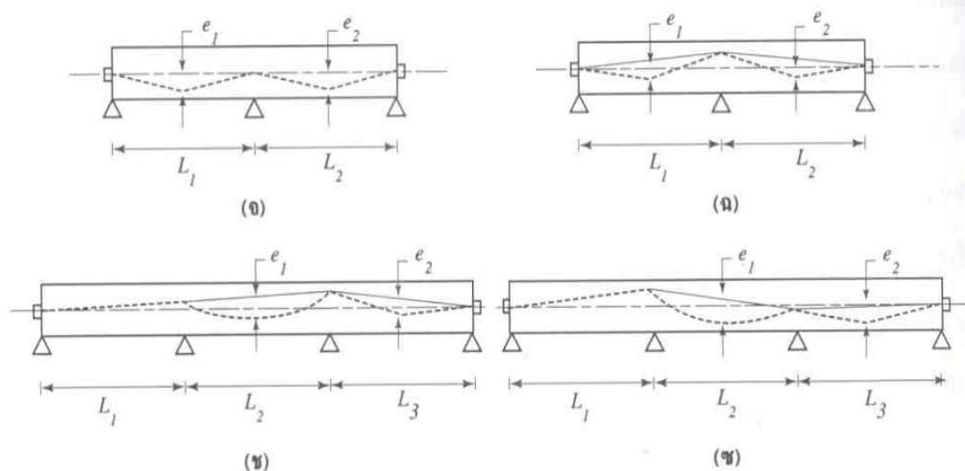 e₁ e₂ e₁ e₂
L₁ L₂ L₁ L₂
(จ) (ฉ)
e₁ e₂ e₁ e₂
L₁ L₂ L₃ L₁ L₂ L₃
(ช) (ซ)